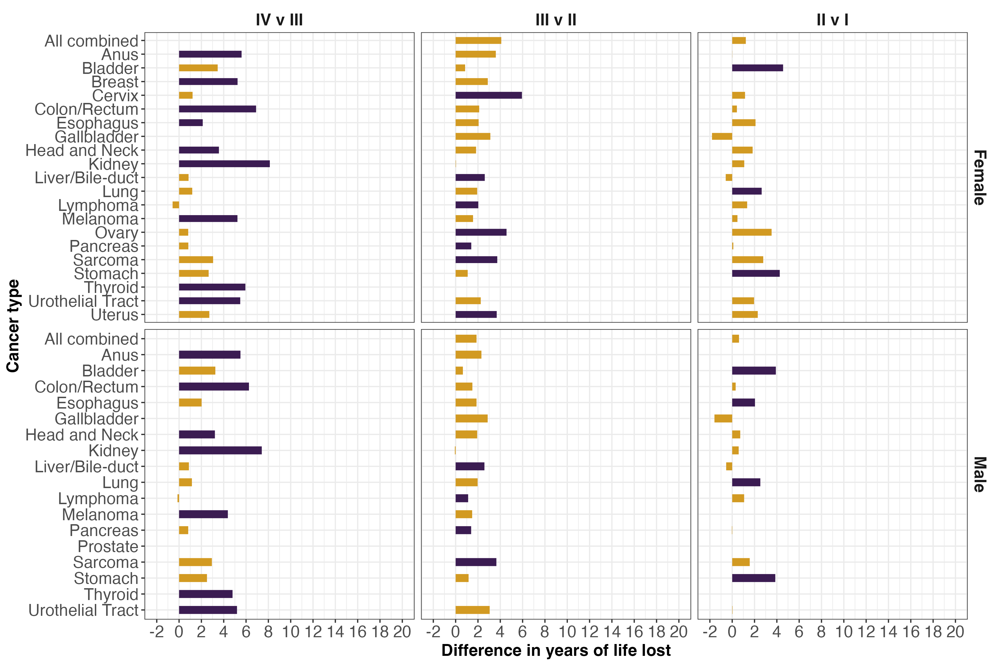 IV v III
III v II
II v I
Cancer type
All combined
Anus
Bladder
Breast
Cervix
Colon/Rectum
Esophagus
Gallbladder
Head and Neck
Kidney
Liver/Bile-duct
Lung
Lymphoma
Melanoma
Ovary
Pancreas
Sarcoma
Stomach
Thyroid
Urothelial Tract
Uterus
Female
All combined
Anus
Bladder
Colon/Rectum
Esophagus
Gallbladder
Head and Neck
Kidney
Liver/Bile-duct
Lung
Lymphoma
Melanoma
Pancreas
Prostate
Sarcoma
Stomach
Thyroid
Urothelial Tract
Male
-2 0 2 4 6 8 10 12 14 16 18 20
-2 0 2 4 6 8 10 12 14 16 18 20
-2 0 2 4 6 8 10 12 14 16 18 20
Difference in years of life lost